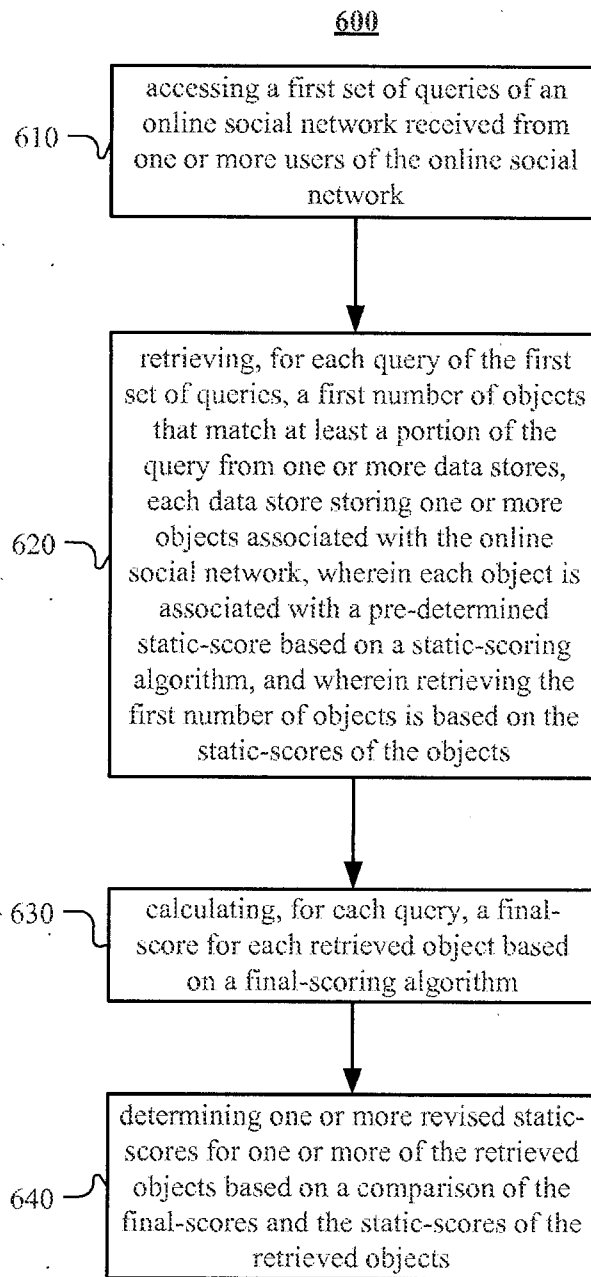 600
accessing a first set of queries of an
online social network received from
one or more users of the online social
network
610
retrieving, for each query of the first
set of queries, a first number of objects
that match at least a portion of the
query from one or more data stores,
each data store storing one or more
objects associated with the online
social network, wherein each object is
associated with a pre-determined
static-score based on a static-scoring
algorithm, and wherein retrieving the
first number of objects is based on the
static-scores of the objects
620
calculating, for each query, a final-
score for each retrieved object based
on a final-scoring algorithm
630
determining one or more revised static-
scores for one or more of the retrieved
objects based on a comparison of the
final-scores and the static-scores of the
retrieved objects
640